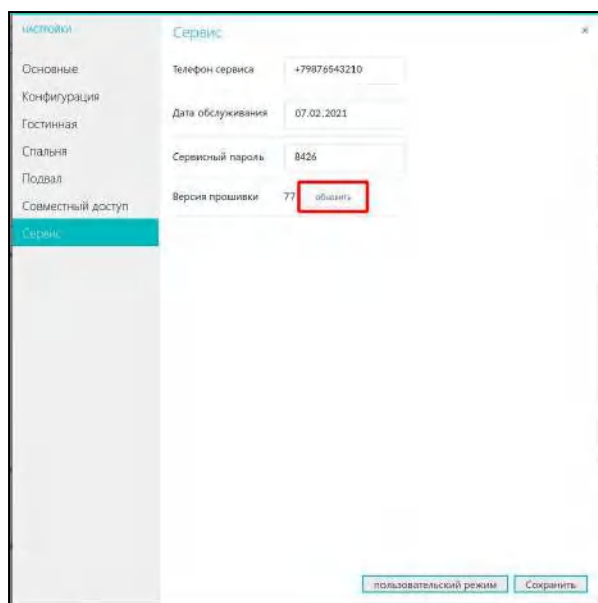 НАСТРОЙКИ
Сервис
×
Основные
Конфигурация
Гостинная
Спальня
Подвал
Совместный доступ
Сервис
Телефон сервиса +79876543210
Дата обслуживания 07.02.2021
Сервисный пароль 8426
Версия прошивки 77 обновить
пользовательский режим Сохранить